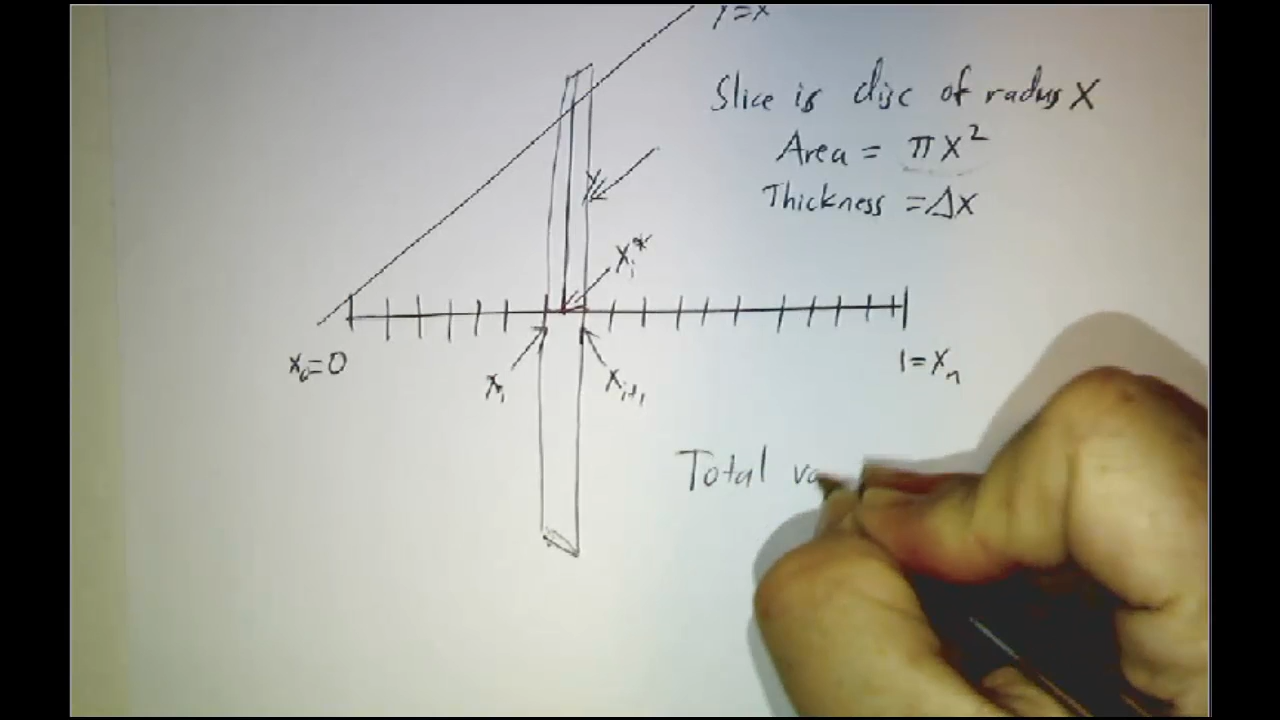 y=x
Slice is disc of radius X
Area = πx²
Thickness = Δx
xᵢ*
x₀=0
1=xₙ
xᵢ
xᵢ₊₁
Total vo